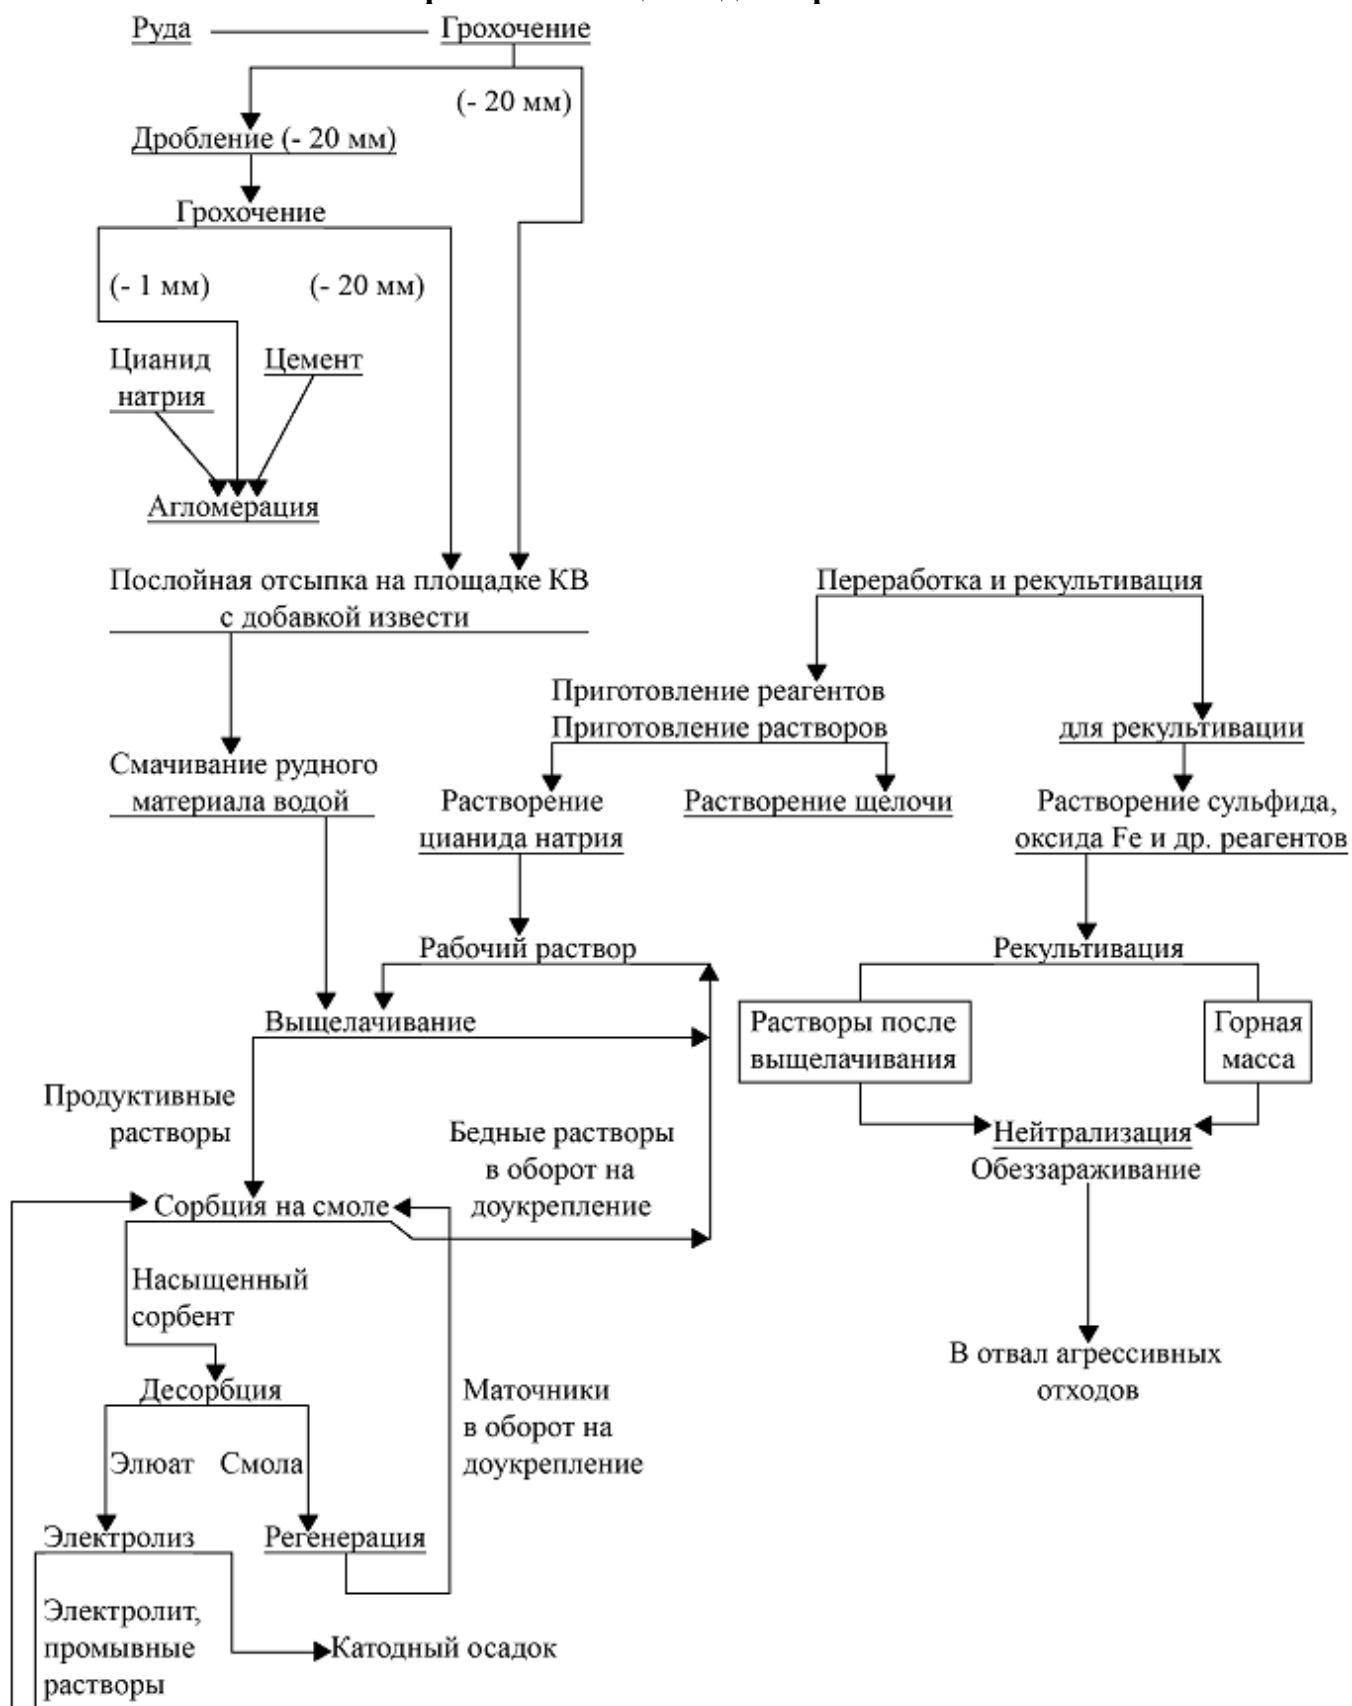 Руда
Грохочение
(- 20 мм)
Дробление (- 20 мм)
Грохочение
(- 1 мм)
(- 20 мм)
Цианид
натрия
Цемент
Агломерация
Послойная отсыпка на площадке КВ
с добавкой извести
Переработка и рекультивация
Приготовление реагентов
Приготовление растворов
для рекультивации
Смачивание рудного
материала водой
Растворение
цианида натрия
Растворение щелочи
Растворение сульфида,
оксида Fe и др. реагентов
Рабочий раствор
Рекультивация
Выщелачивание
Растворы после
выщелачивания
Горная
масса
Продуктивные
растворы
Бедные растворы
в оборот на
доукрепление
Нейтрализация
Обеззараживание
Сорбция на смоле
Насыщенный
сорбент
В отвал агрессивных
отходов
Десорбция
Маточники
в оборот на
доукрепление
Элюат
Смола
Электролиз
Регенерация
Электролит,
промывные
растворы
Катодный осадок